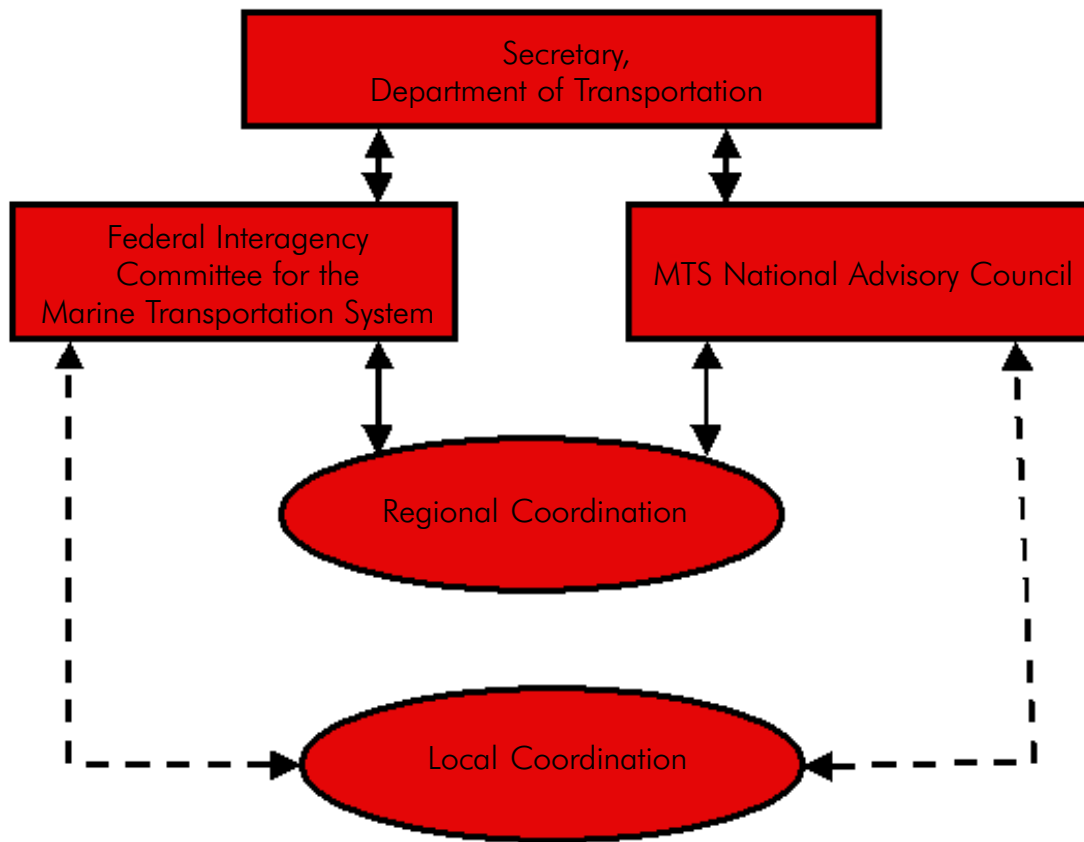 Secretary,
Department of Transportation
Federal Interagency
Committee for the
Marine Transportation System
MTS National Advisory Council
Regional Coordination
Local Coordination